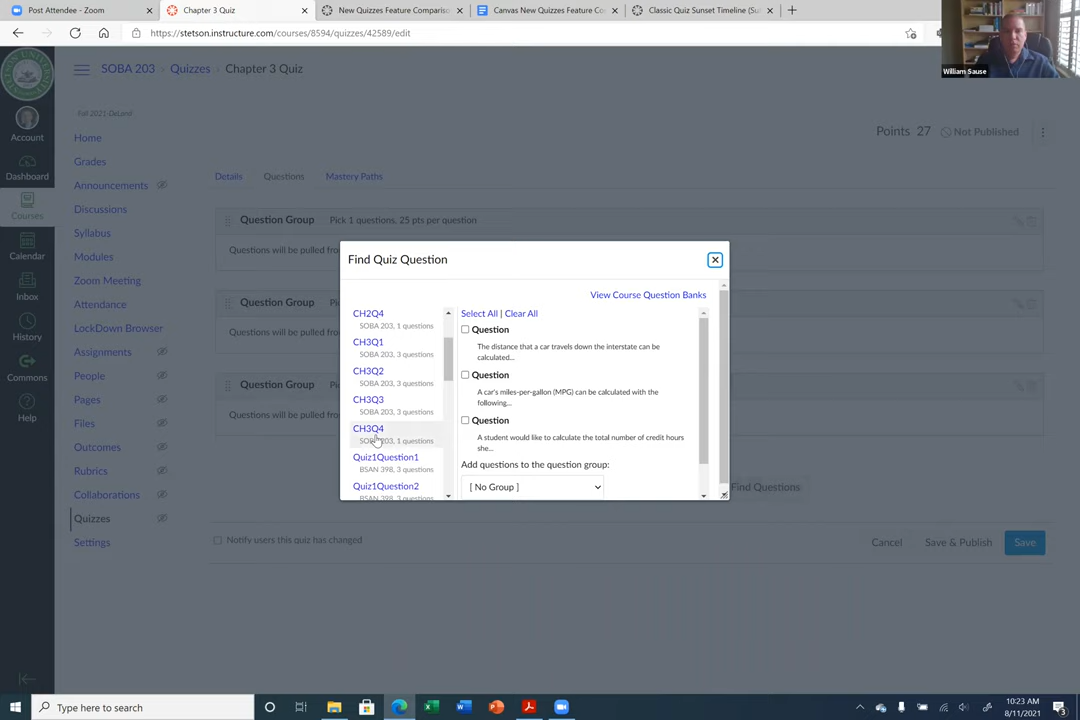 Post Attendee - Zoom
Chapter 3 Quiz
New Quizzes Feature Comparison
Canvas New Quizzes Feature Co
Classic Quiz Sunset Timeline (Su
https://stetson.instructure.com/courses/8594/quizzes/42589/edit
William Sause
SOBA 203 › Quizzes › Chapter 3 Quiz
Fall 2021-DeLand
Points 27
Not Published
Account
Dashboard
Courses
Calendar
Inbox
History
Commons
Help
Home
Grades
Announcements
Discussions
Syllabus
Modules
Zoom Meeting
Attendance
LockDown Browser
Assignments
People
Pages
Files
Outcomes
Rubrics
Collaborations
Quizzes
Settings
Details
Questions
Mastery Paths
Question Group Pick 1 questions, 25 pts per question
Questions will be pulled fro
Question Group Pi
Questions will be pulled fro
Question Group Pi
Questions will be pulled fro
Find Quiz Question
View Course Question Banks
CH2Q4
SOBA 203, 1 questions
CH3Q1
SOBA 203, 3 questions
CH3Q2
SOBA 203, 3 questions
CH3Q3
SOBA 203, 3 questions
CH3Q4
SOBA 203, 1 questions
Quiz1Question1
BSAN 398, 3 questions
Quiz1Question2
BSAN 398, 3 questions
Select All | Clear All
Question
The distance that a car travels down the interstate can be
calculated...
Question
A car's miles-per-gallon (MPG) can be calculated with the
following...
Question
A student would like to calculate the total number of credit hours
she...
Add questions to the question group:
[ No Group ]
Find Questions
Notify users this quiz has changed
Cancel
Save & Publish
Save
Type here to search
10:23 AM
8/11/2021
3